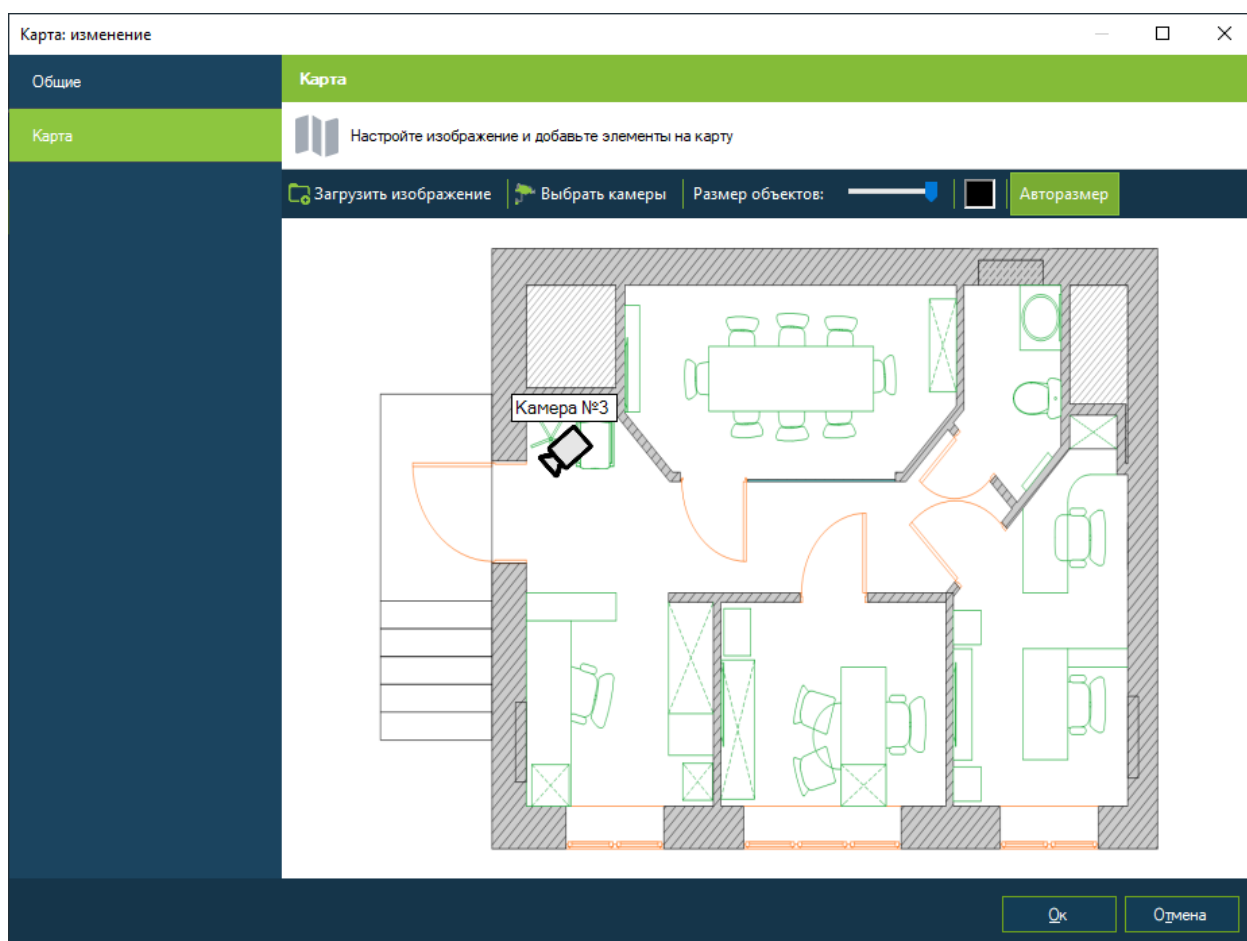 Карта: изменение
Общие
Карта
Карта
Настройте изображение и добавьте элементы на карту
Загрузить изображение Выбрать камеры Размер объектов: Авторазмер
Камера №3
Ок Отмена